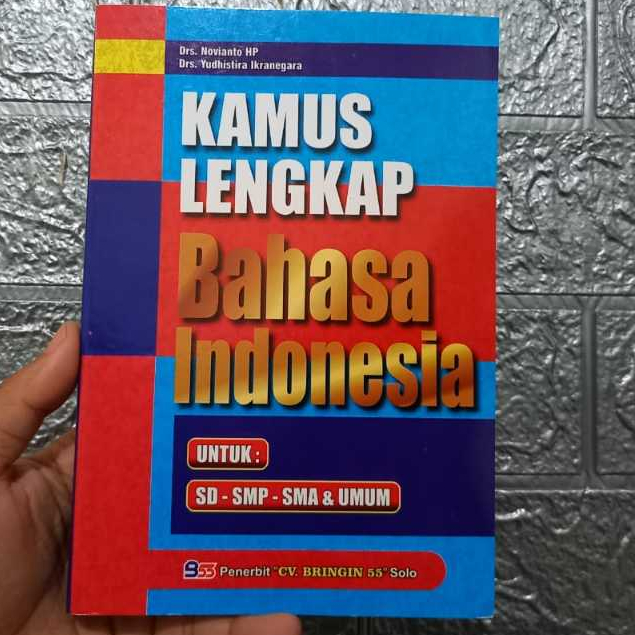 Drs. Novianto HP
Drs. Yudhistira Ikranegara
KAMUS
LENGKAP
Bahasa
Indonesia
UNTUK :
SD - SMP - SMA & UMUM
B55 Penerbit "CV. BRINGIN 55" Solo